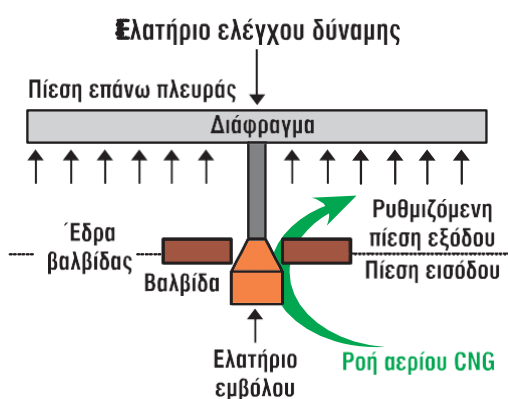 Ελατήριο ελέγχου δύναμης
Πίεση επάνω πλευράς
Διάφραγμα
Έδρα
βαλβίδας
Βαλβίδα
Ρυθμιζόμενη
πίεση εξόδου
Πίεση εισόδου
Ελατήριο
εμβόλου
Ροή αερίου CNG